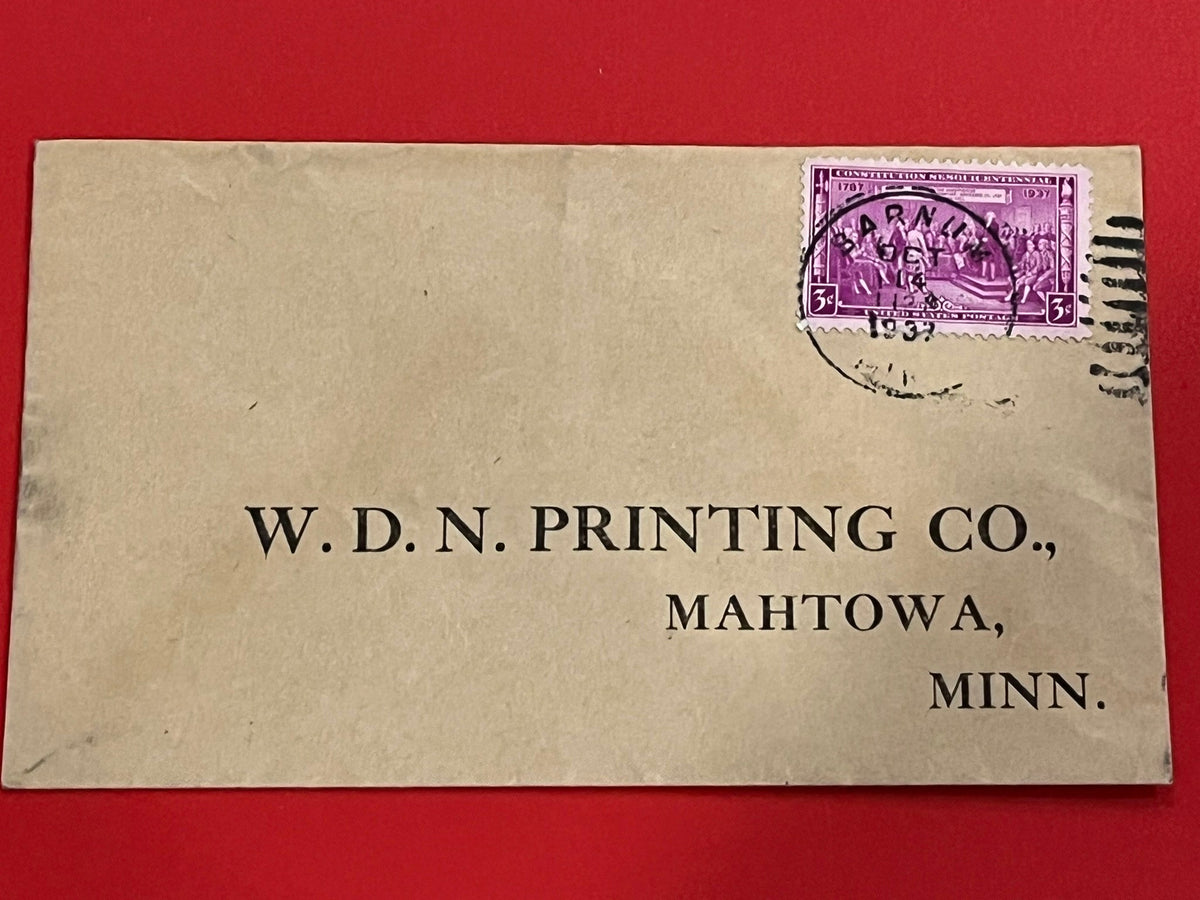 CONSTITUTION SESQUICENTENNIAL
1787 1937
BARNUM
OCT
14
1937
3¢ 3¢
UNITED STATES POSTAGE
W. D. N. PRINTING CO.,
MAHTOWA,
MINN.